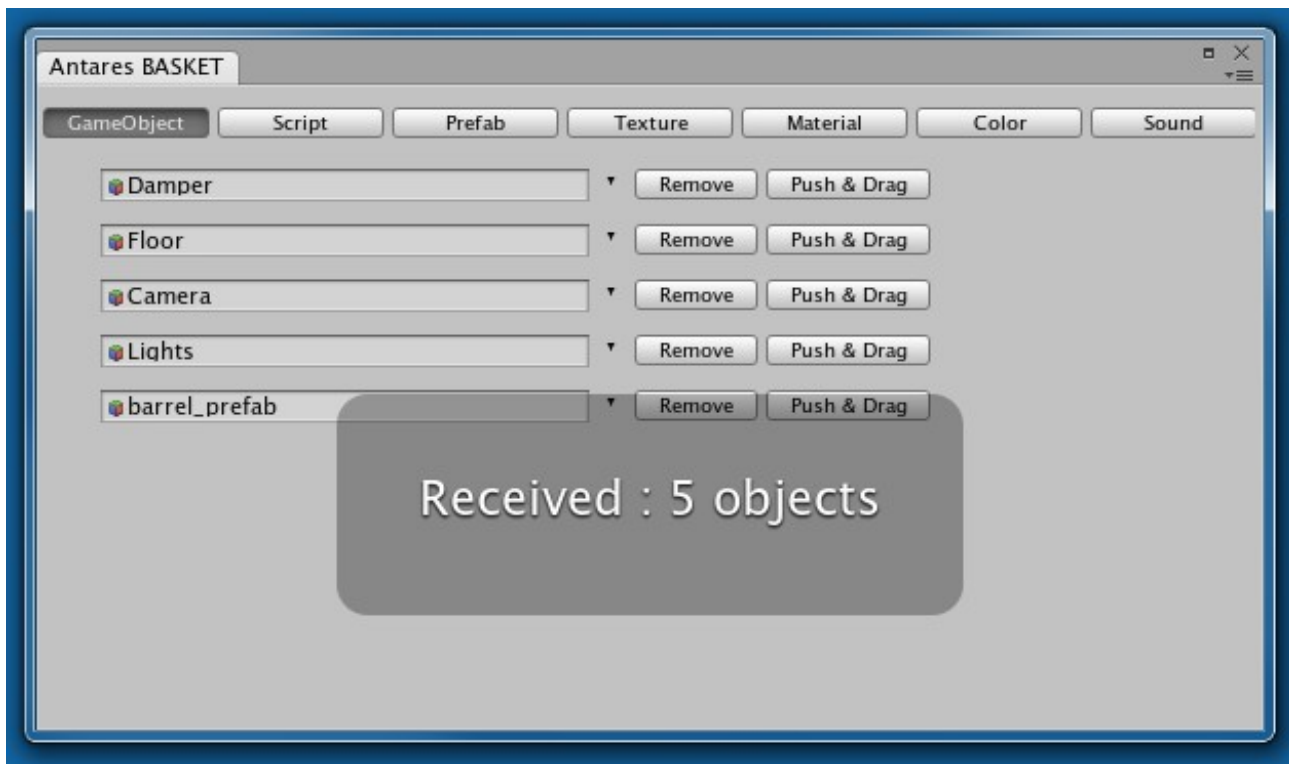 Antares BASKET
GameObject Script Prefab Texture Material Color Sound
Damper Remove Push & Drag
Floor Remove Push & Drag
Camera Remove Push & Drag
Lights Remove Push & Drag
barrel_prefab Remove Push & Drag
Received : 5 objects